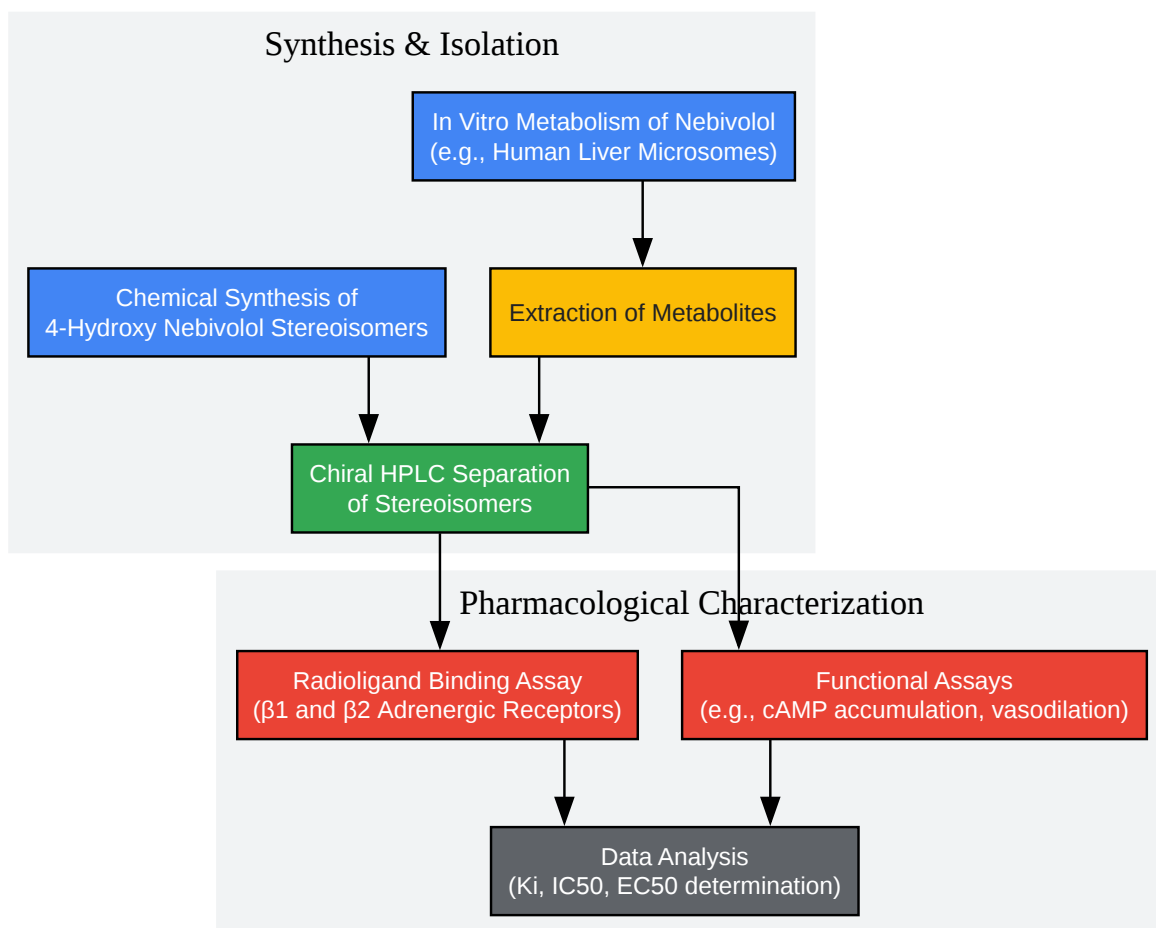 Synthesis & Isolation
In Vitro Metabolism of Nebivolol
(e.g., Human Liver Microsomes)
Chemical Synthesis of
4-Hydroxy Nebivolol Stereoisomers
Extraction of Metabolites
Chiral HPLC Separation
of Stereoisomers
Pharmacological Characterization
Radioligand Binding Assay
(β1 and β2 Adrenergic Receptors)
Functional Assays
(e.g., cAMP accumulation, vasodilation)
Data Analysis
(Ki, IC50, EC50 determination)